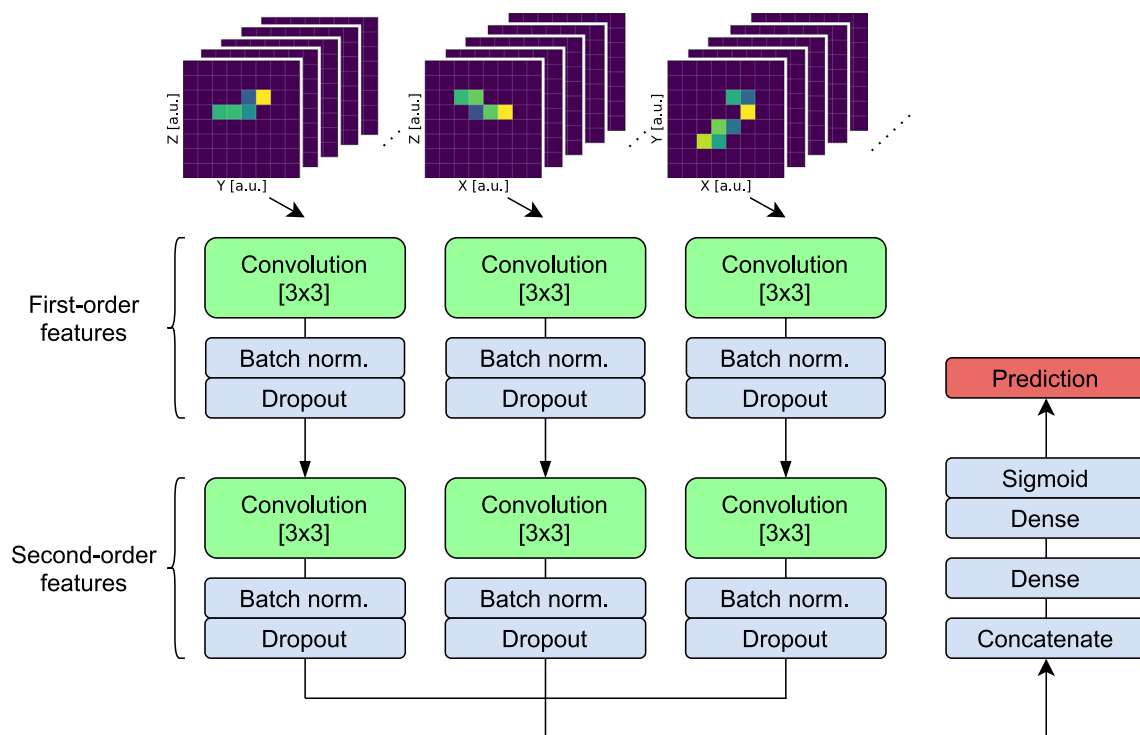 Z [a.u.]
Y [a.u.]
Z [a.u.]
X [a.u.]
Y [a.u.]
X [a.u.]
First-order
features
Convolution
[3x3]
Convolution
[3x3]
Convolution
[3x3]
Batch norm.
Batch norm.
Batch norm.
Dropout
Dropout
Dropout
Second-order
features
Convolution
[3x3]
Convolution
[3x3]
Convolution
[3x3]
Batch norm.
Batch norm.
Batch norm.
Dropout
Dropout
Dropout
Prediction
Sigmoid
Dense
Dense
Concatenate